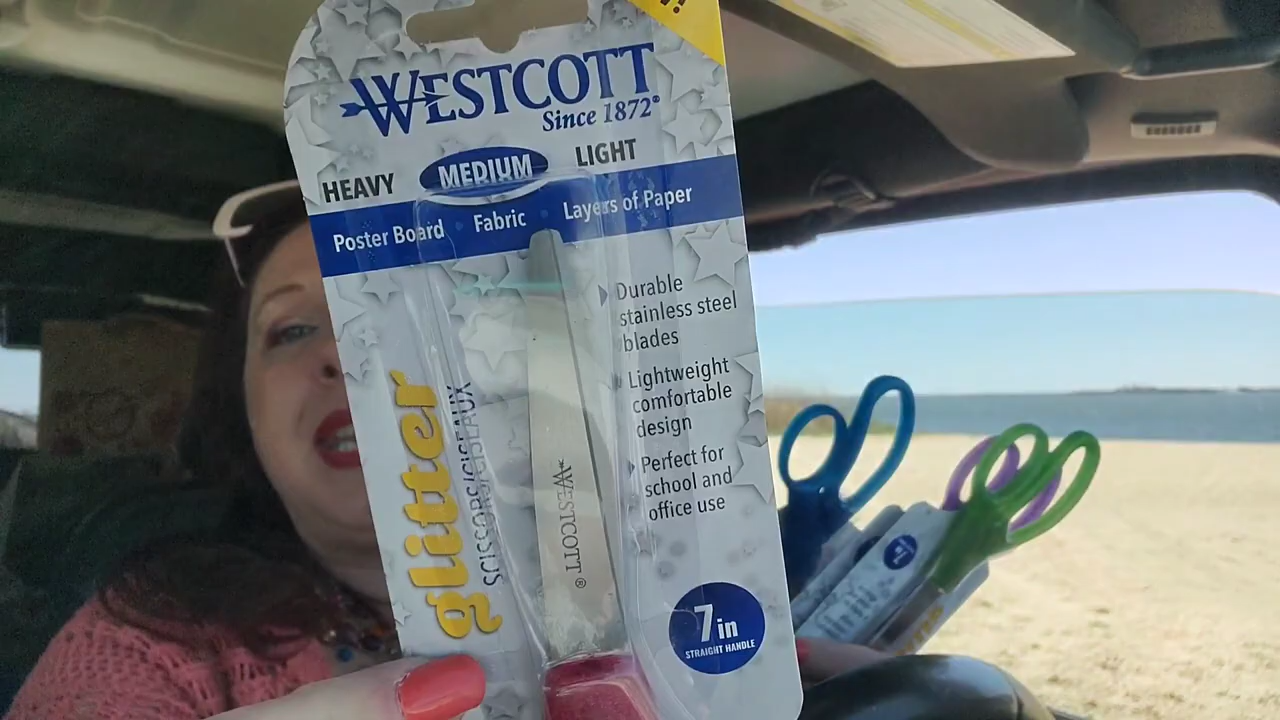 WESTCOTT
Since 1872®
HEAVY MEDIUM LIGHT
Poster Board • Fabric • Layers of Paper
Durable
stainless steel
blades
Lightweight
comfortable
design
Perfect for
school and
office use
glitter
SCISSORS/CISEAUX
WESTCOTT®
7in
STRAIGHT HANDLE